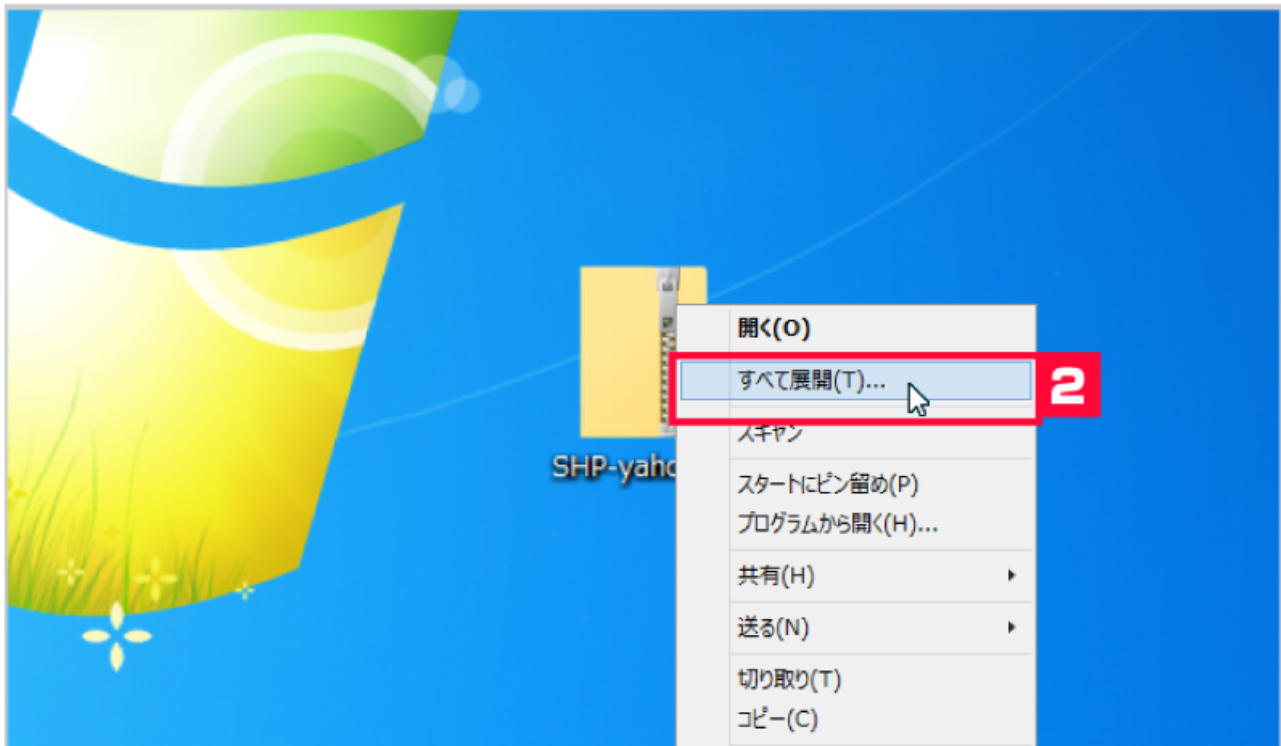 開く(O)
すべて展開(T)...
2
スキャン
SHP-yaho
スタートにピン留め(P)
プログラムから開く(H)...
共有(H)
送る(N)
切り取り(T)
コピー(C)